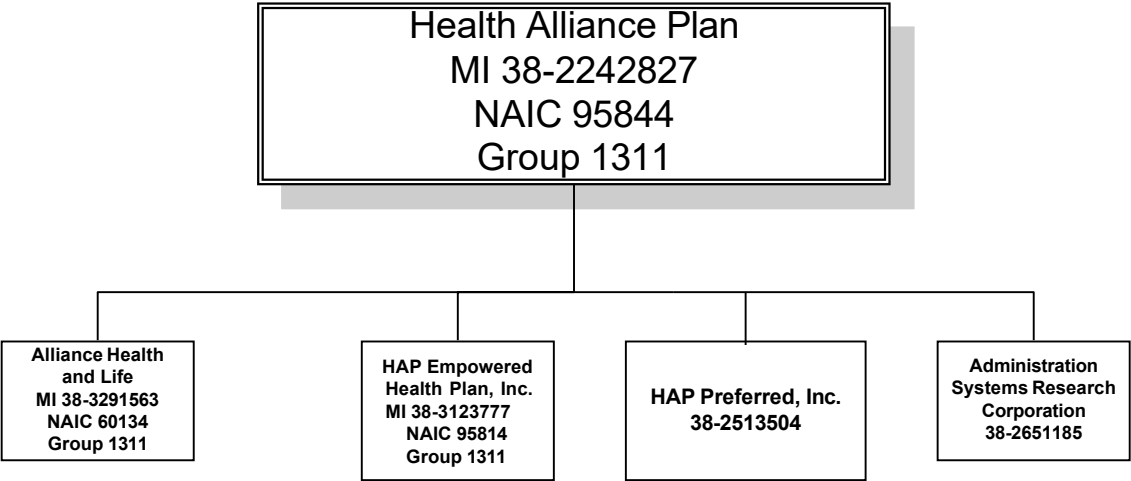 Health Alliance Plan
MI 38-2242827
NAIC 95844
Group 1311
Alliance Health
and Life
MI 38-3291563
NAIC 60134
Group 1311
HAP Empowered
Health Plan, Inc.
MI 38-3123777
NAIC 95814
Group 1311
HAP Preferred, Inc.
38-2513504
Administration
Systems Research
Corporation
38-2651185